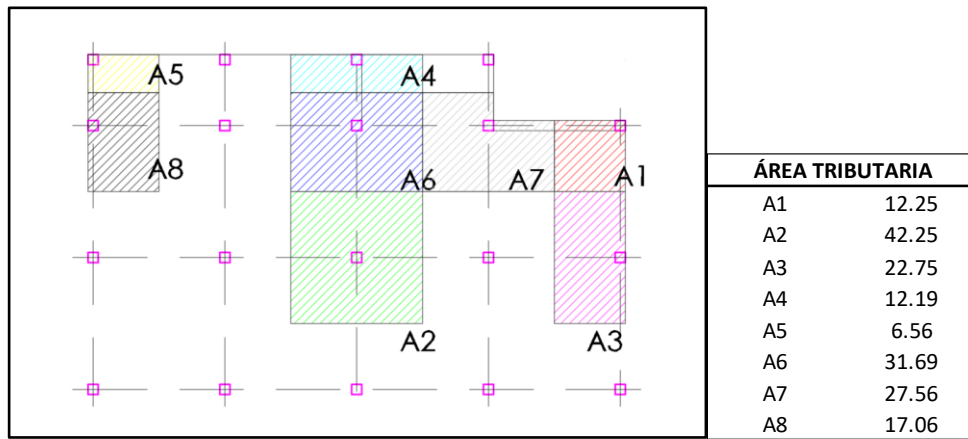 A5
A4
A8
A6
A7
A1
A2
A3
ÁREA TRIBUTARIA
A1 12.25
A2 42.25
A3 22.75
A4 12.19
A5 6.56
A6 31.69
A7 27.56
A8 17.06